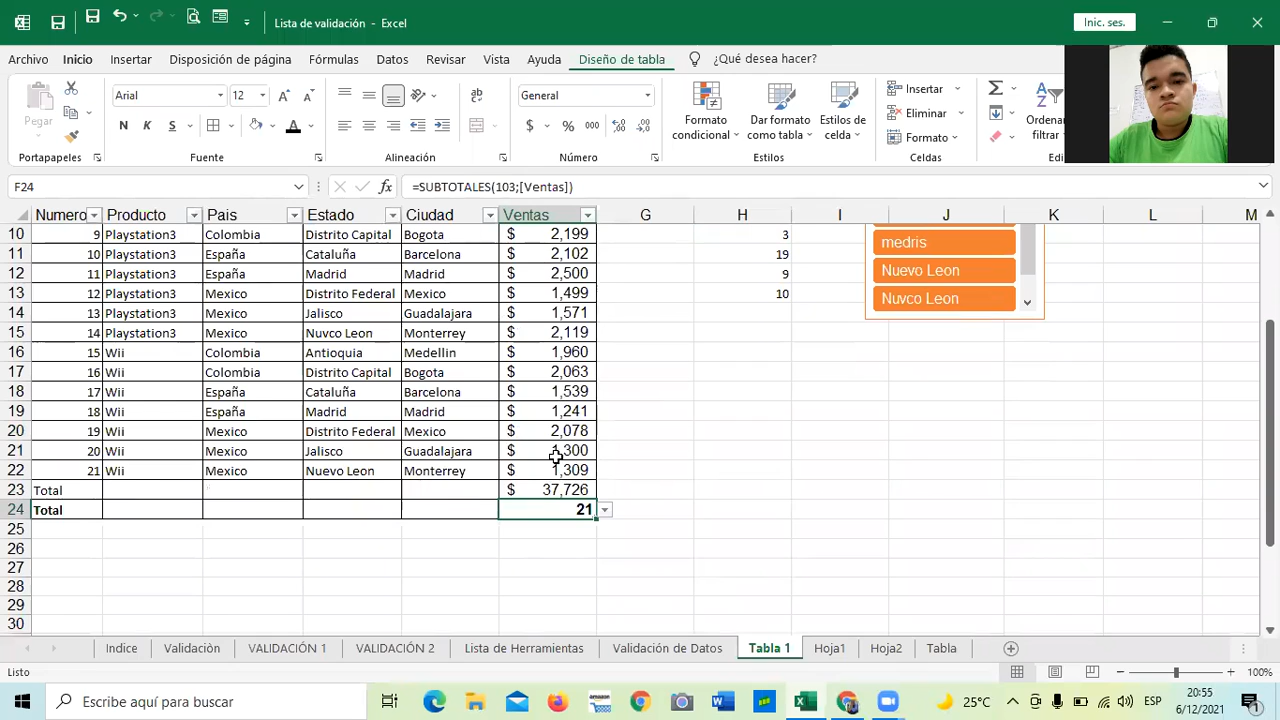 Lista de validación - Excel
Inic. ses.
Archivo Inicio Insertar Disposición de página Fórmulas Datos Revisar Vista Ayuda Diseño de tabla ¿Qué desea hacer?
Pegar
Portapapeles
Arial 12
N K S
Fuente
Alineación
General
$ % 000
Número
Formato condicional
Dar formato como tabla
Estilos de celda
Estilos
Insertar
Eliminar
Formato
Celdas
Ordenar
filtrar
F24 fx =SUBTOTALES(103;[Ventas])
Numero Producto Pais Estado Ciudad Ventas G H I J K L M
10 9 Playstation3 Colombia Distrito Capital Bogota $ 2,199 3
11 10 Playstation3 España Cataluña Barcelona $ 2,102 19
12 11 Playstation3 España Madrid Madrid $ 2,500 9
13 12 Playstation3 Mexico Distrito Federal Mexico $ 1,499 10
14 13 Playstation3 Mexico Jalisco Guadalajara $ 1,571
15 14 Playstation3 Mexico Nuvco Leon Monterrey $ 2,119
16 15 Wii Colombia Antioquia Medellin $ 1,960
17 16 Wii Colombia Distrito Capital Bogota $ 2,063
18 17 Wii España Cataluña Barcelona $ 1,539
19 18 Wii España Madrid Madrid $ 1,241
20 19 Wii Mexico Distrito Federal Mexico $ 2,078
21 20 Wii Mexico Jalisco Guadalajara $ 1,300
22 21 Wii Mexico Nuevo Leon Monterrey $ 1,309
23 Total $ 37,726
24 Total 21
25
26
27
28
29
30
medris
Nuevo Leon
Nuvco Leon
Indice Validaciòn VALIDACIÓN 1 VALIDACIÓN 2 Lista de Herramientas Validación de Datos Tabla 1 Hoja1 Hoja2 Tabla
Listo 100%
Escribe aquí para buscar
25°C ESP 20:55
6/12/2021